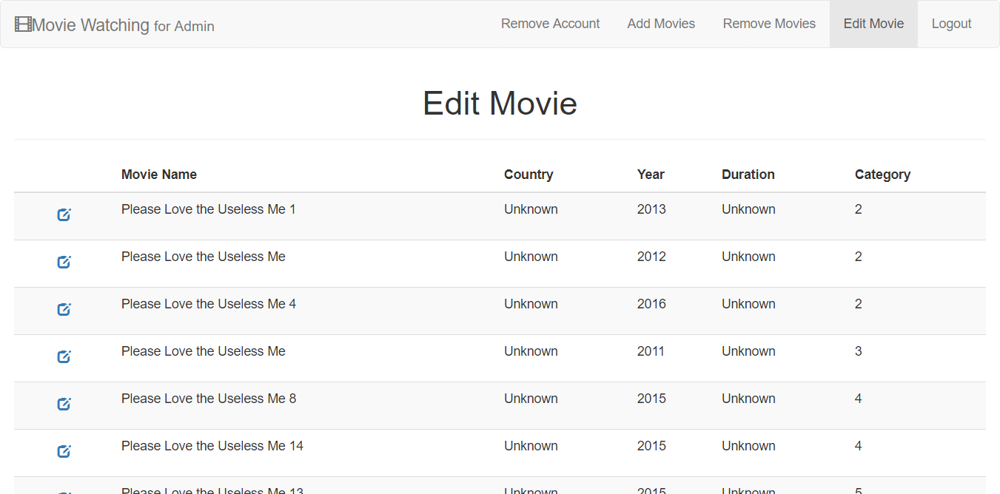 Movie Watching for Admin Remove Account Add Movies Remove Movies Edit Movie Logout
Edit Movie
Movie Name Country Year Duration Category
Please Love the Useless Me 1 Unknown 2013 Unknown 2
Please Love the Useless Me Unknown 2012 Unknown 2
Please Love the Useless Me 4 Unknown 2016 Unknown 2
Please Love the Useless Me Unknown 2011 Unknown 3
Please Love the Useless Me 8 Unknown 2015 Unknown 4
Please Love the Useless Me 14 Unknown 2015 Unknown 4
Please Love the Useless Me 13 Unknown 2015 Unknown 5